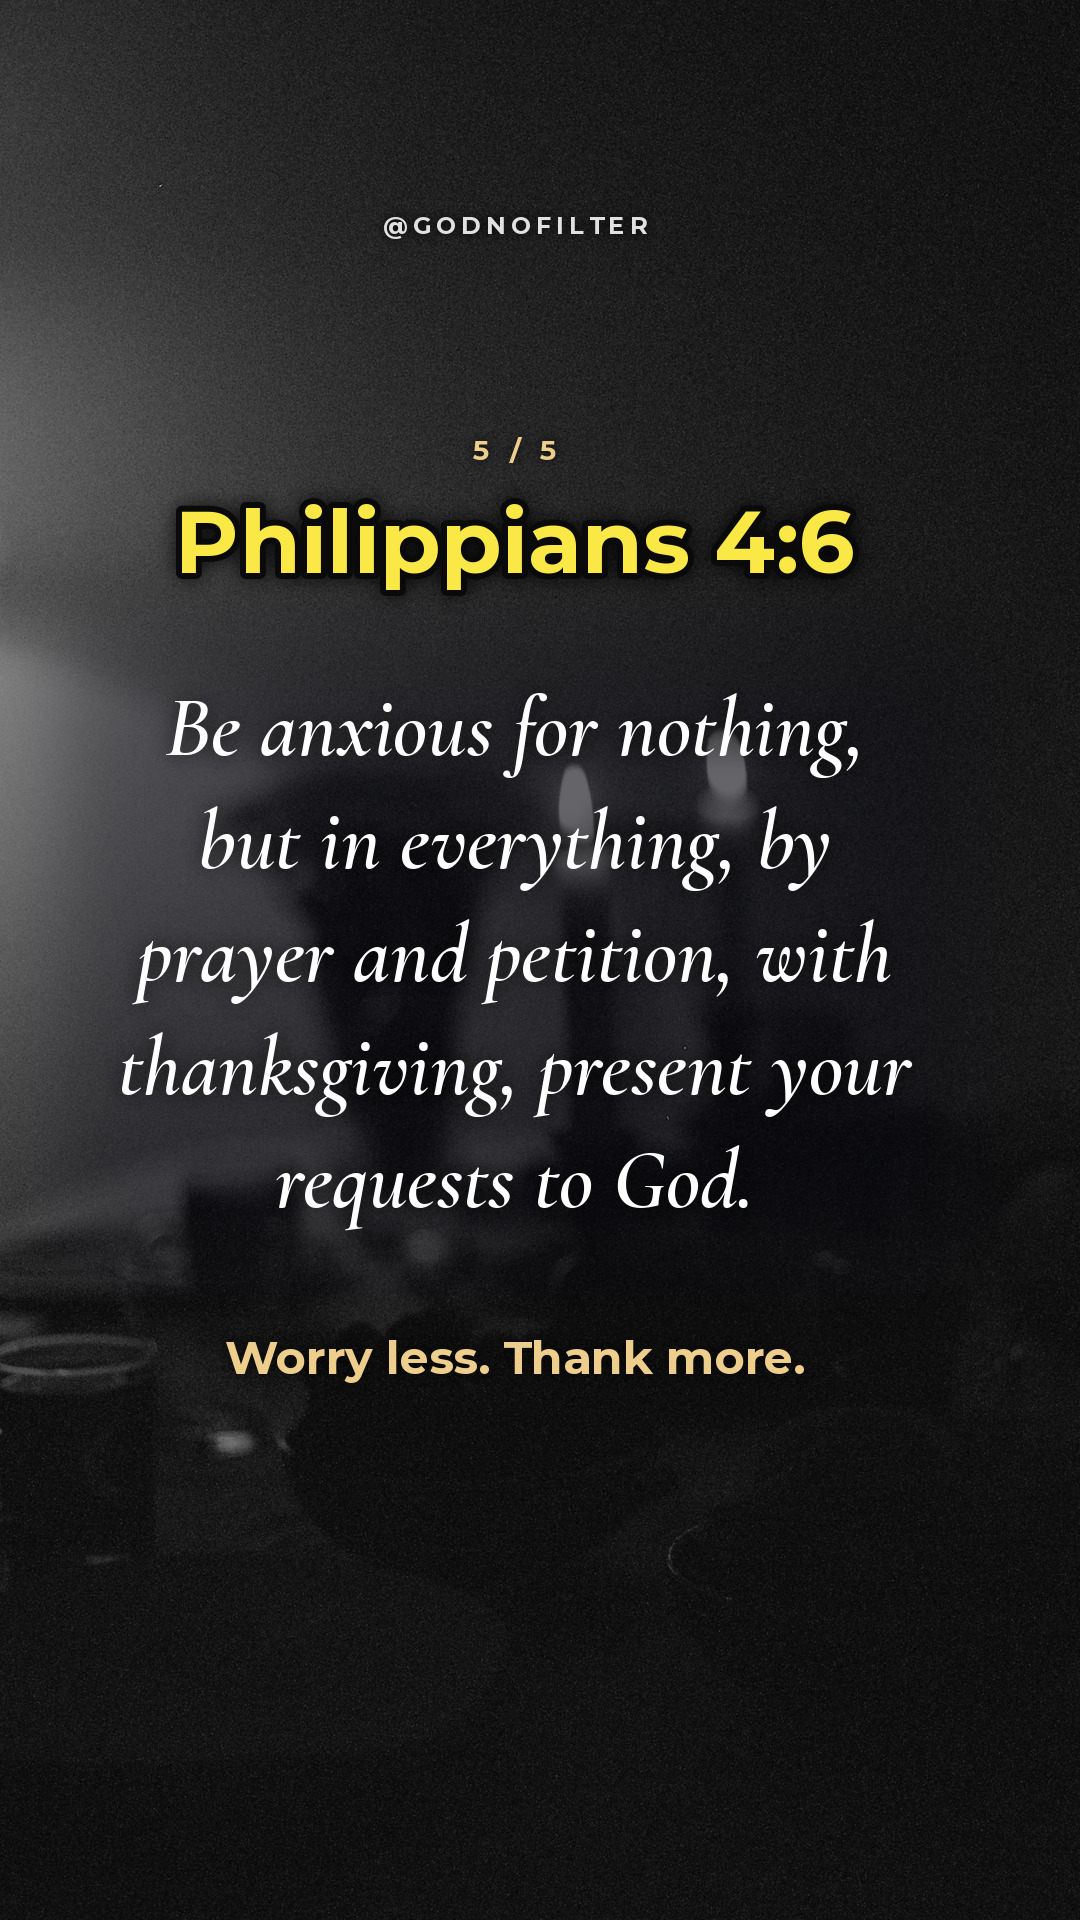 @GODNOFILTER
5 / 5
Philippians 4:6
Be anxious for nothing,
but in everything, by
prayer and petition, with
thanksgiving, present your
requests to God.
Worry less. Thank more.